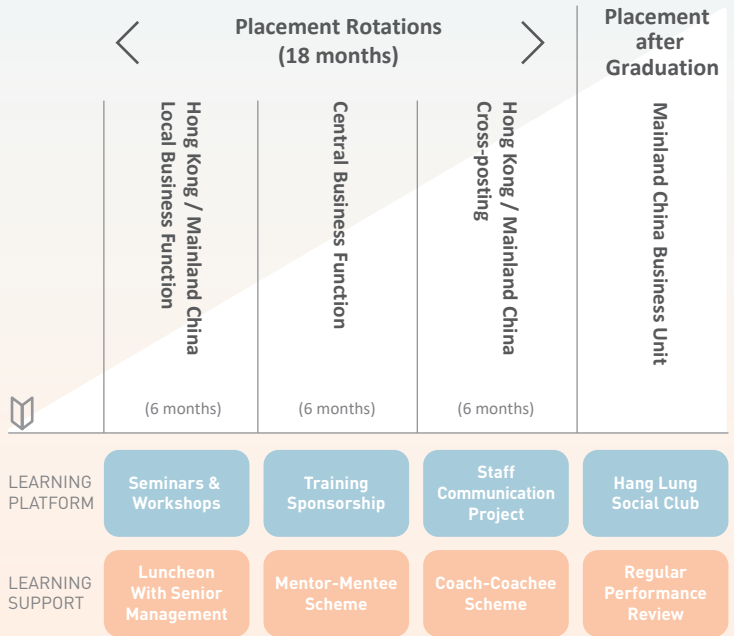 Placement Rotations
(18 months)
Placement
after
Graduation
Hong Kong / Mainland China
Local Business Function
Central Business Function
Hong Kong / Mainland China
Cross-posting
Mainland China Business Unit
(6 months)
(6 months)
(6 months)
LEARNING
PLATFORM
Seminars &
Workshops
Training
Sponsorship
Staff
Communication
Project
Hang Lung
Social Club
LEARNING
SUPPORT
Luncheon
With Senior
Management
Mentor-Mentee
Scheme
Coach-Coachee
Scheme
Regular
Performance
Review